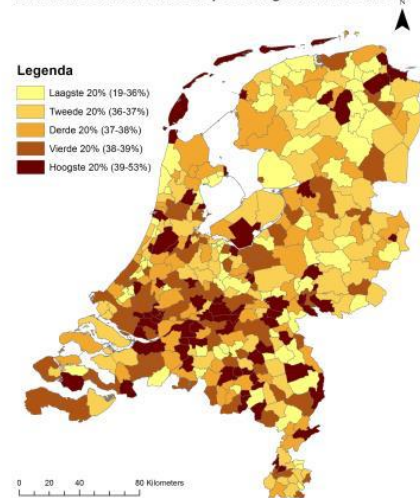 N
Legenda
Laagste 20% (19-36%)
Tweede 20% (36-37%)
Derde 20% (37-38%)
Vierde 20% (38-39%)
Hoogste 20% (39-53%)
0 20 40 80 Kilometers